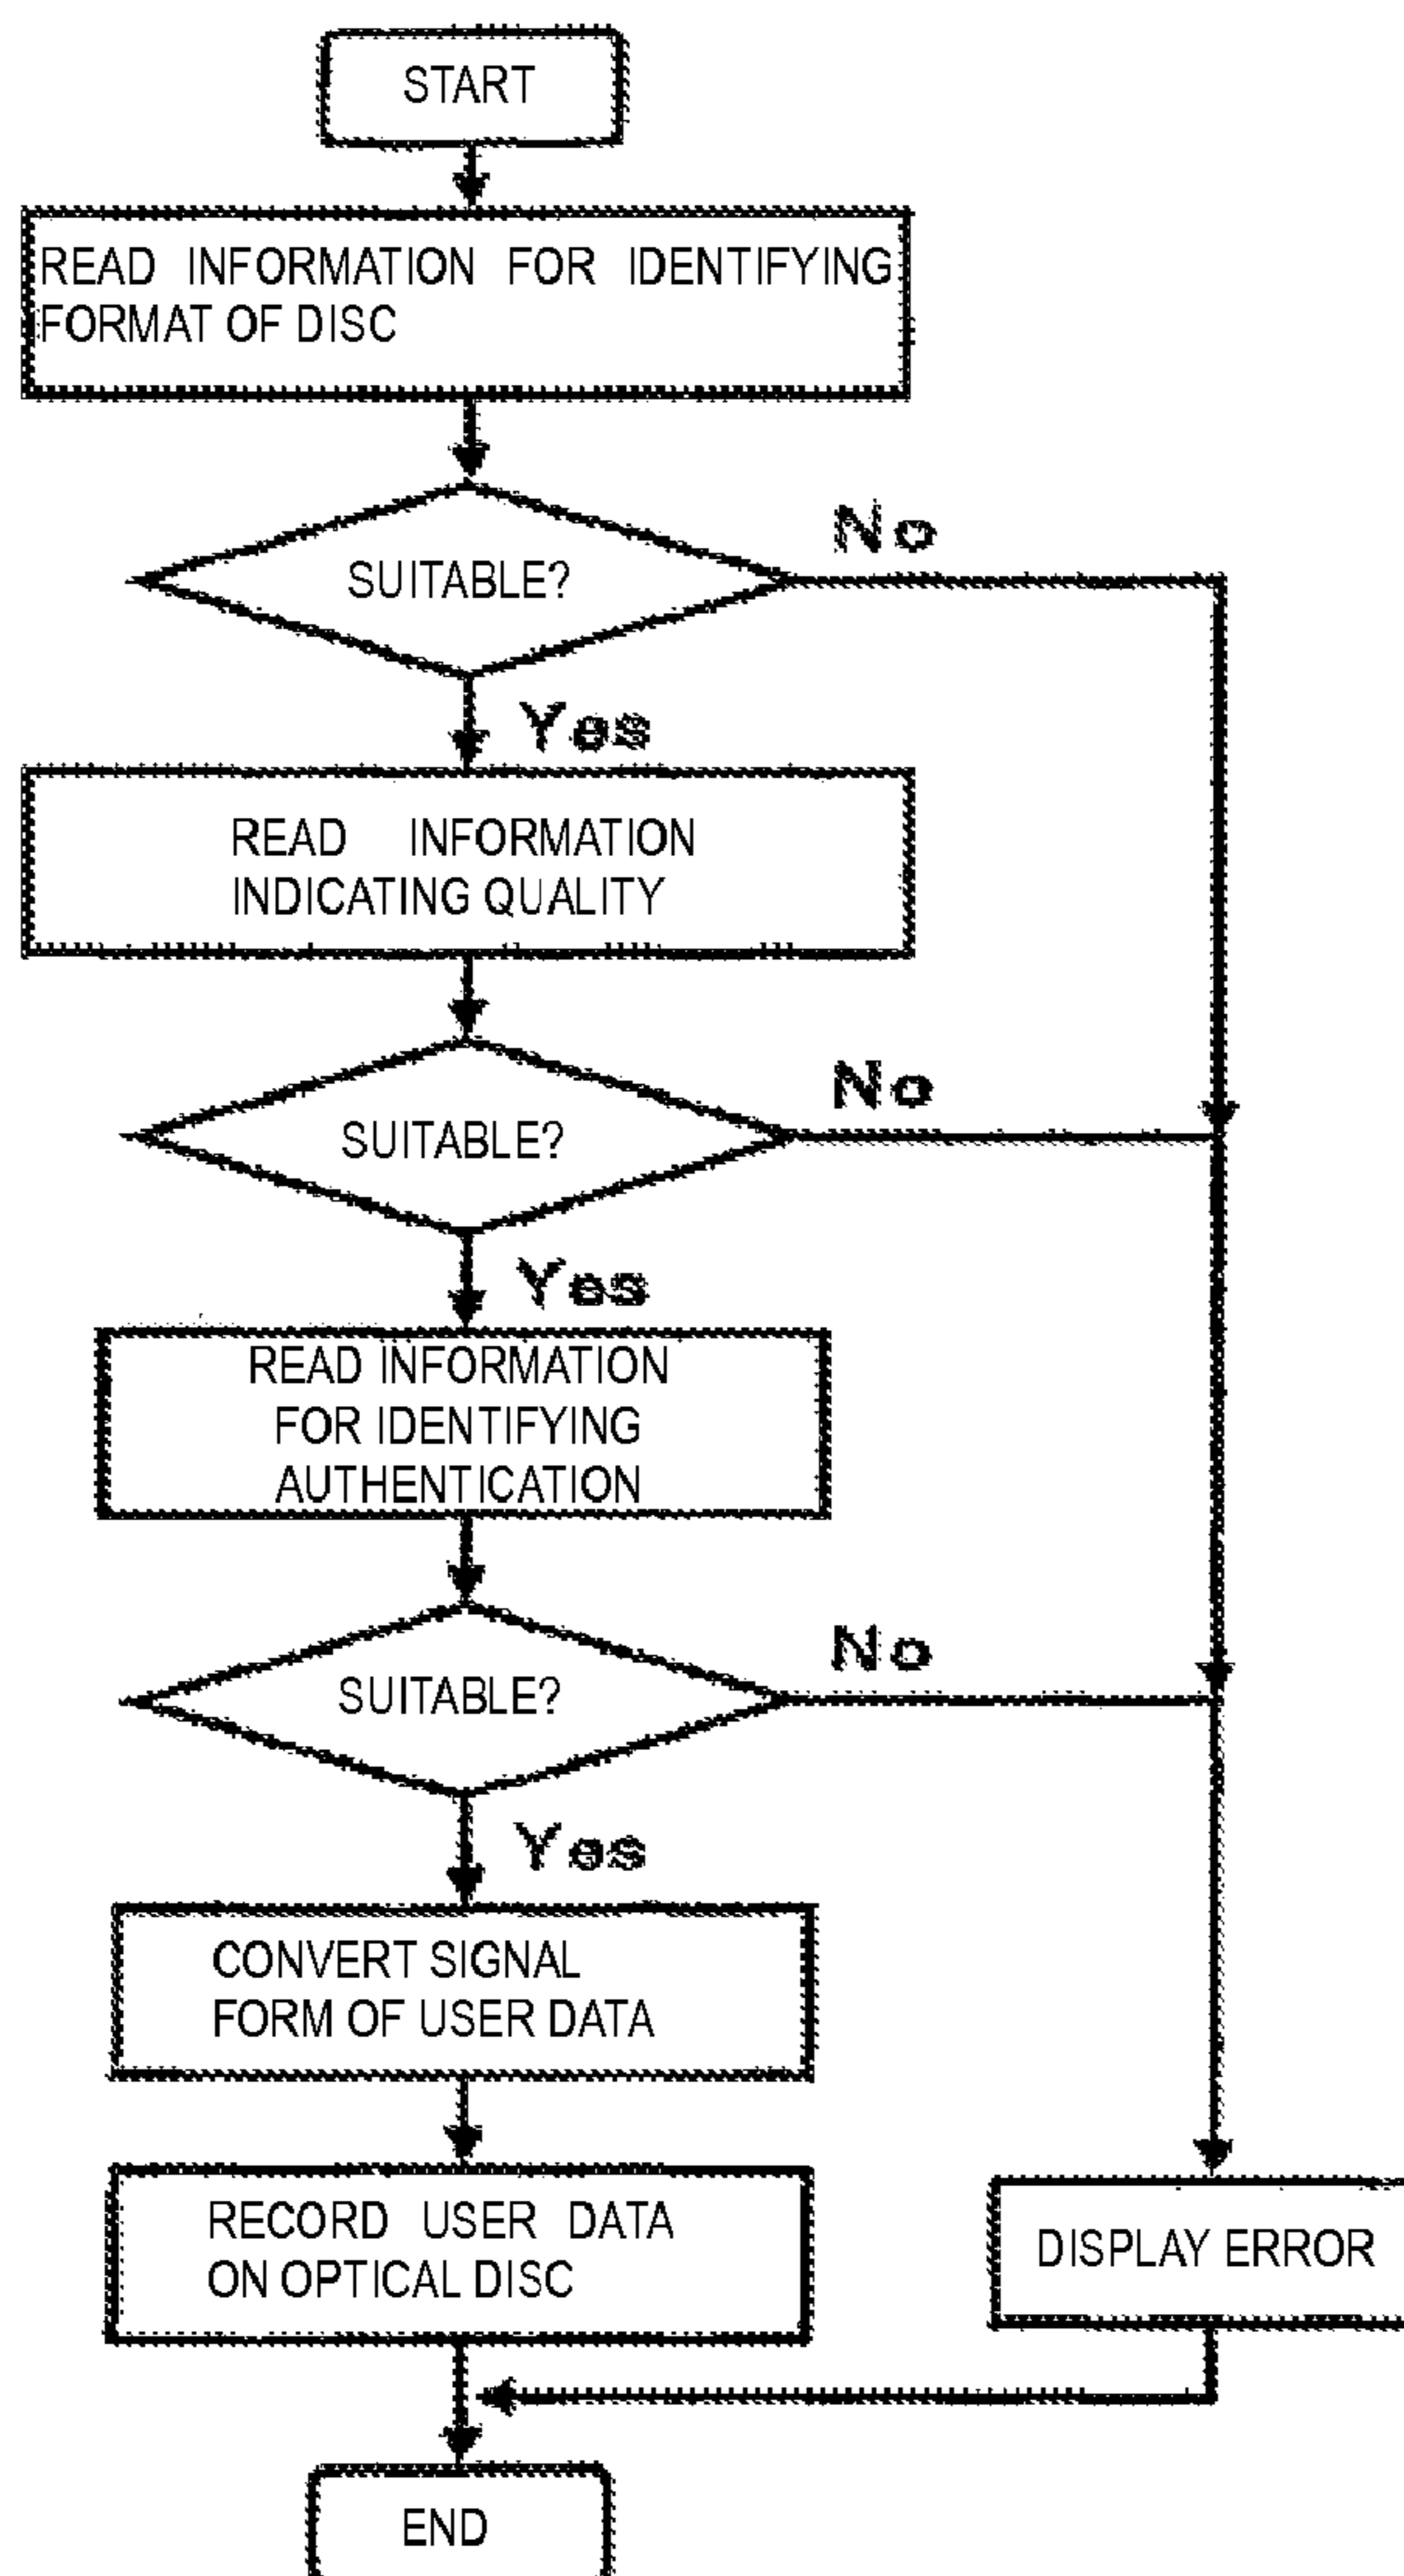 START
READ INFORMATION FOR IDENTIFYING
FORMAT OF DISC
SUITABLE?
No
Yes
READ INFORMATION
INDICATING QUALITY
SUITABLE?
No
Yes
READ INFORMATION
FOR IDENTIFYING
AUTHENTICATION
SUITABLE?
No
Yes
CONVERT SIGNAL
FORM OF USER DATA
RECORD USER DATA
ON OPTICAL DISC
DISPLAY ERROR
END